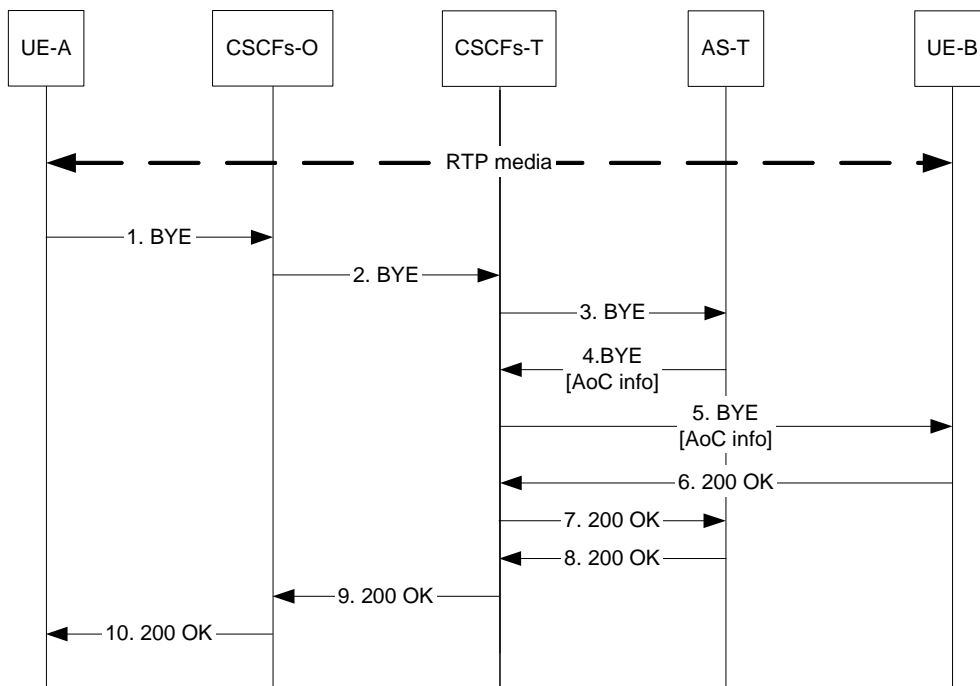 UE-A
CSCFs-O
CSCFs-T
AS-T
UE-B
RTP media
1. BYE
2. BYE
3. BYE
4.BYE
[AoC info]
5. BYE
[AoC info]
6. 200 OK
7. 200 OK
8. 200 OK
9. 200 OK
10. 200 OK